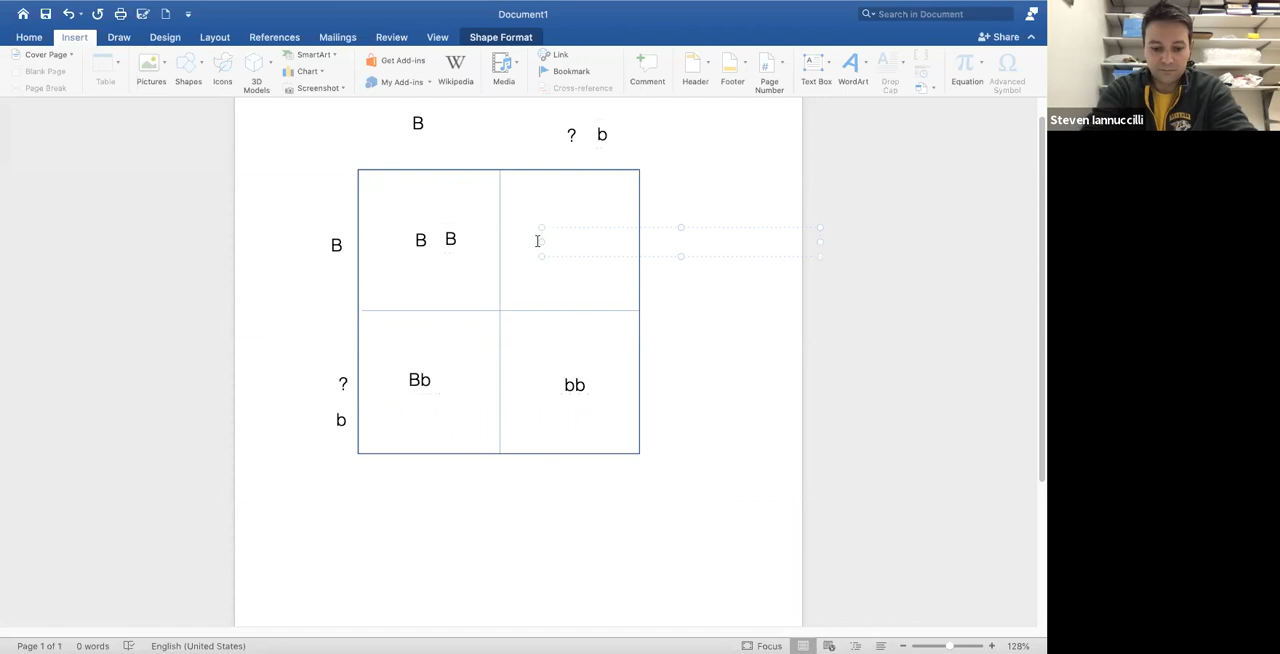 Document1
Search in Document
Home Insert Draw Design Layout References Mailings Review View Shape Format
Share
Cover Page
Blank Page
Page Break
Table
Pictures
Shapes
Icons
3D Models
SmartArt
Chart
Screenshot
Get Add-ins
My Add-ins
W
Wikipedia
Media
Link
Bookmark
Cross-reference
Comment
Header
Footer
Page Number
Text Box
WordArt
Drop Cap
Equation
Advanced Symbol
Steven Iannuccilli
B
? b
B
B B
?
b
Bb
bb
Page 1 of 1 0 words English (United States)
Focus
128%